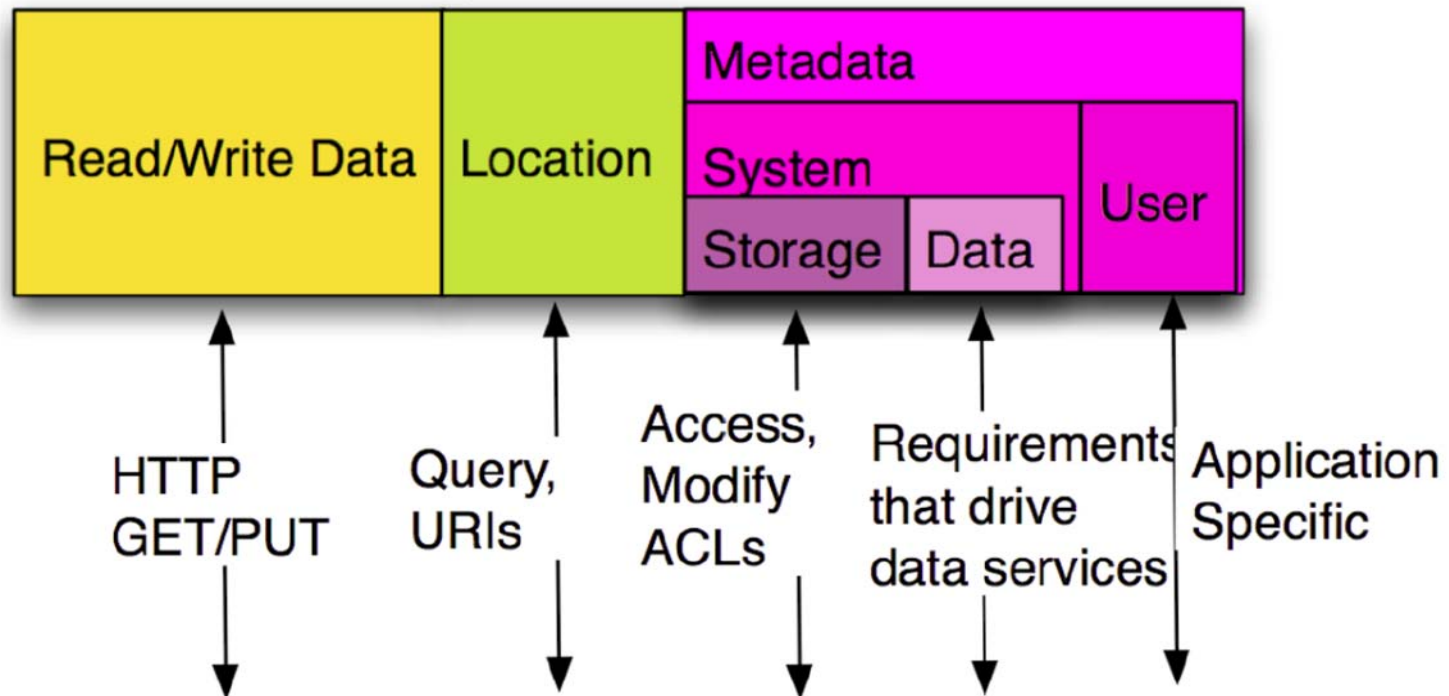 Metadata
Read/Write Data
Location
System
User
Storage
Data
HTTP
GET/PUT
Query,
URIs
Access,
Modify
ACLs
Requirements
that drive
data services
Application
Specific